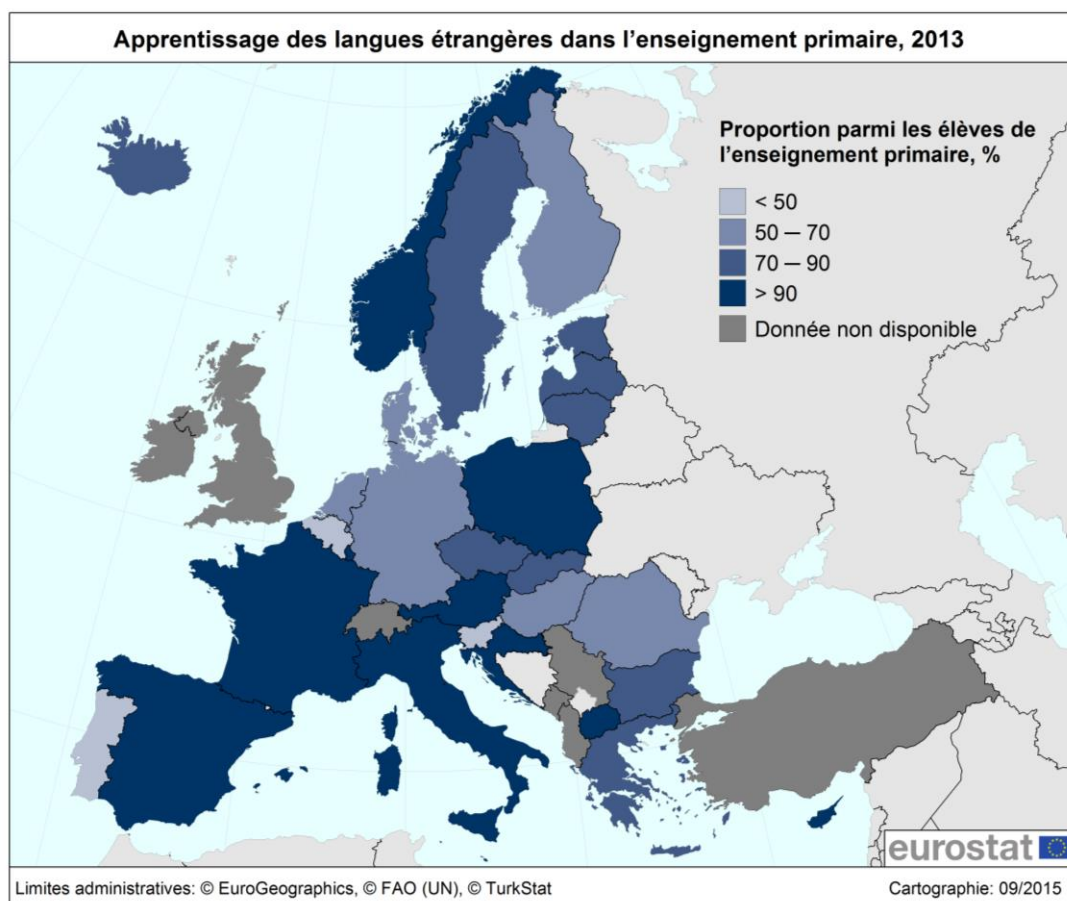 Apprentissage des langues étrangères dans l’enseignement primaire, 2013
Proportion parmi les élèves de
l’enseignement primaire, %
< 50
50 – 70
70 – 90
> 90
Donnée non disponible
eurostat
Limites administratives: © EuroGeographics, © FAO (UN), © TurkStat
Cartographie: 09/2015